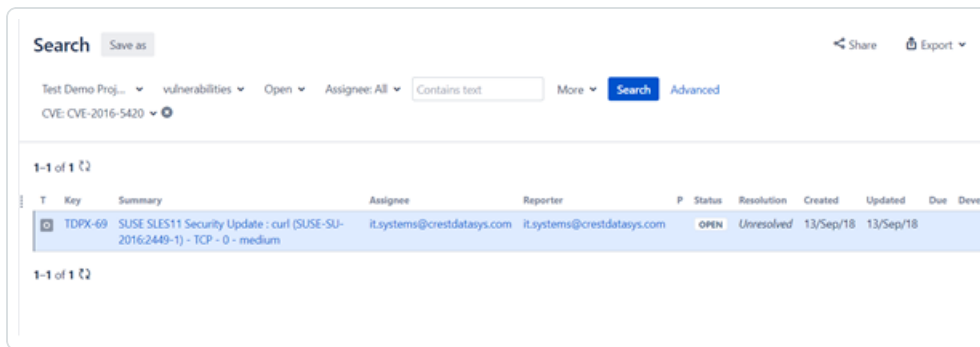 Search Save as Share Export
Test Demo Proj... vulnerabilities Open Assignee: All Contains text More Search Advanced
CVE: CVE-2016-5420
1–1 of 1
T Key Summary Assignee Reporter P Status Resolution Created Updated Due Deve
TDPX-69 SUSE SLES11 Security Update : curl (SUSE-SU- it.systems@crestdatasys.com it.systems@crestdatasys.com OPEN Unresolved 13/Sep/18 13/Sep/18
2016:2449-1) - TCP - 0 - medium
1–1 of 1